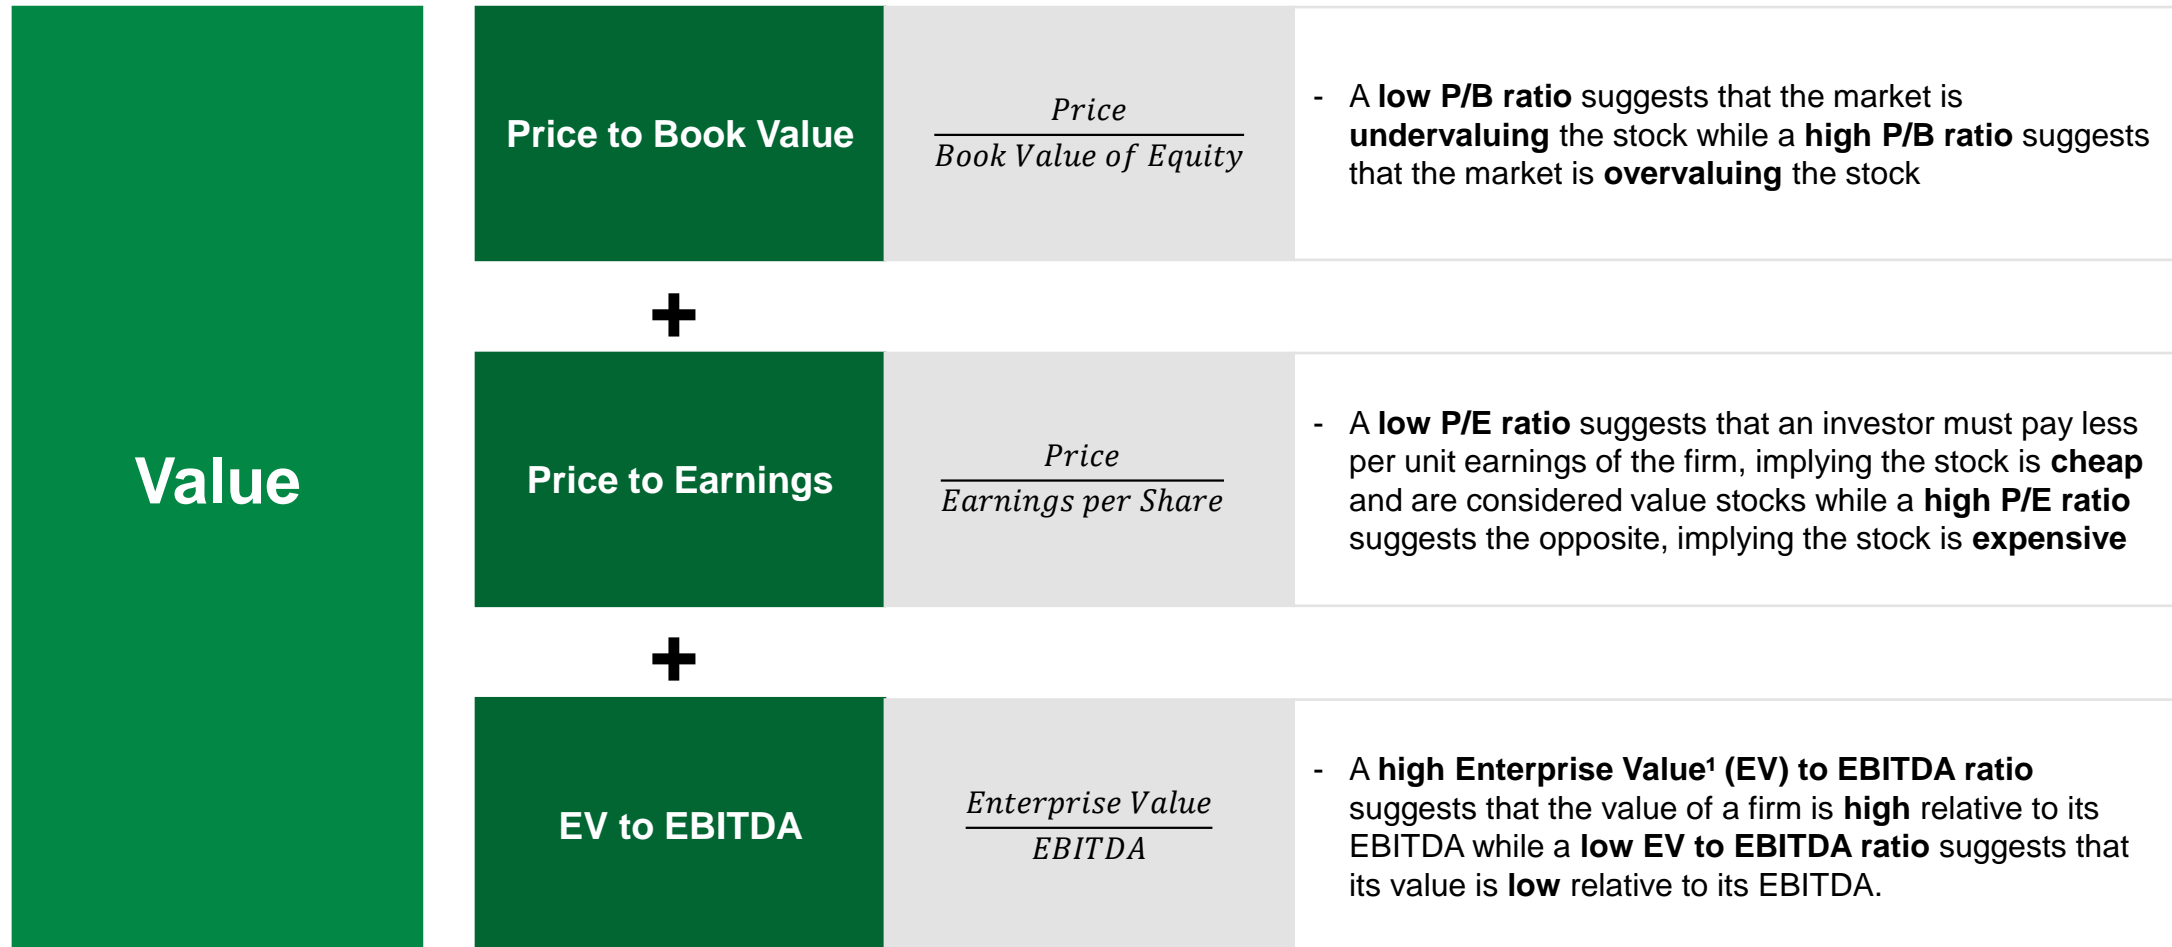 Value
Price to Book Value
Price
Book Value of Equity
- A low P/B ratio suggests that the market is
undervaluing the stock while a high P/B ratio suggests
that the market is overvaluing the stock
+
Price to Earnings
Price
Earnings per Share
- A low P/E ratio suggests that an investor must pay less
per unit earnings of the firm, implying the stock is cheap
and are considered value stocks while a high P/E ratio
suggests the opposite, implying the stock is expensive
+
EV to EBITDA
Enterprise Value
EBITDA
- A high Enterprise Value¹ (EV) to EBITDA ratio
suggests that the value of a firm is high relative to its
EBITDA while a low EV to EBITDA ratio suggests that
its value is low relative to its EBITDA.